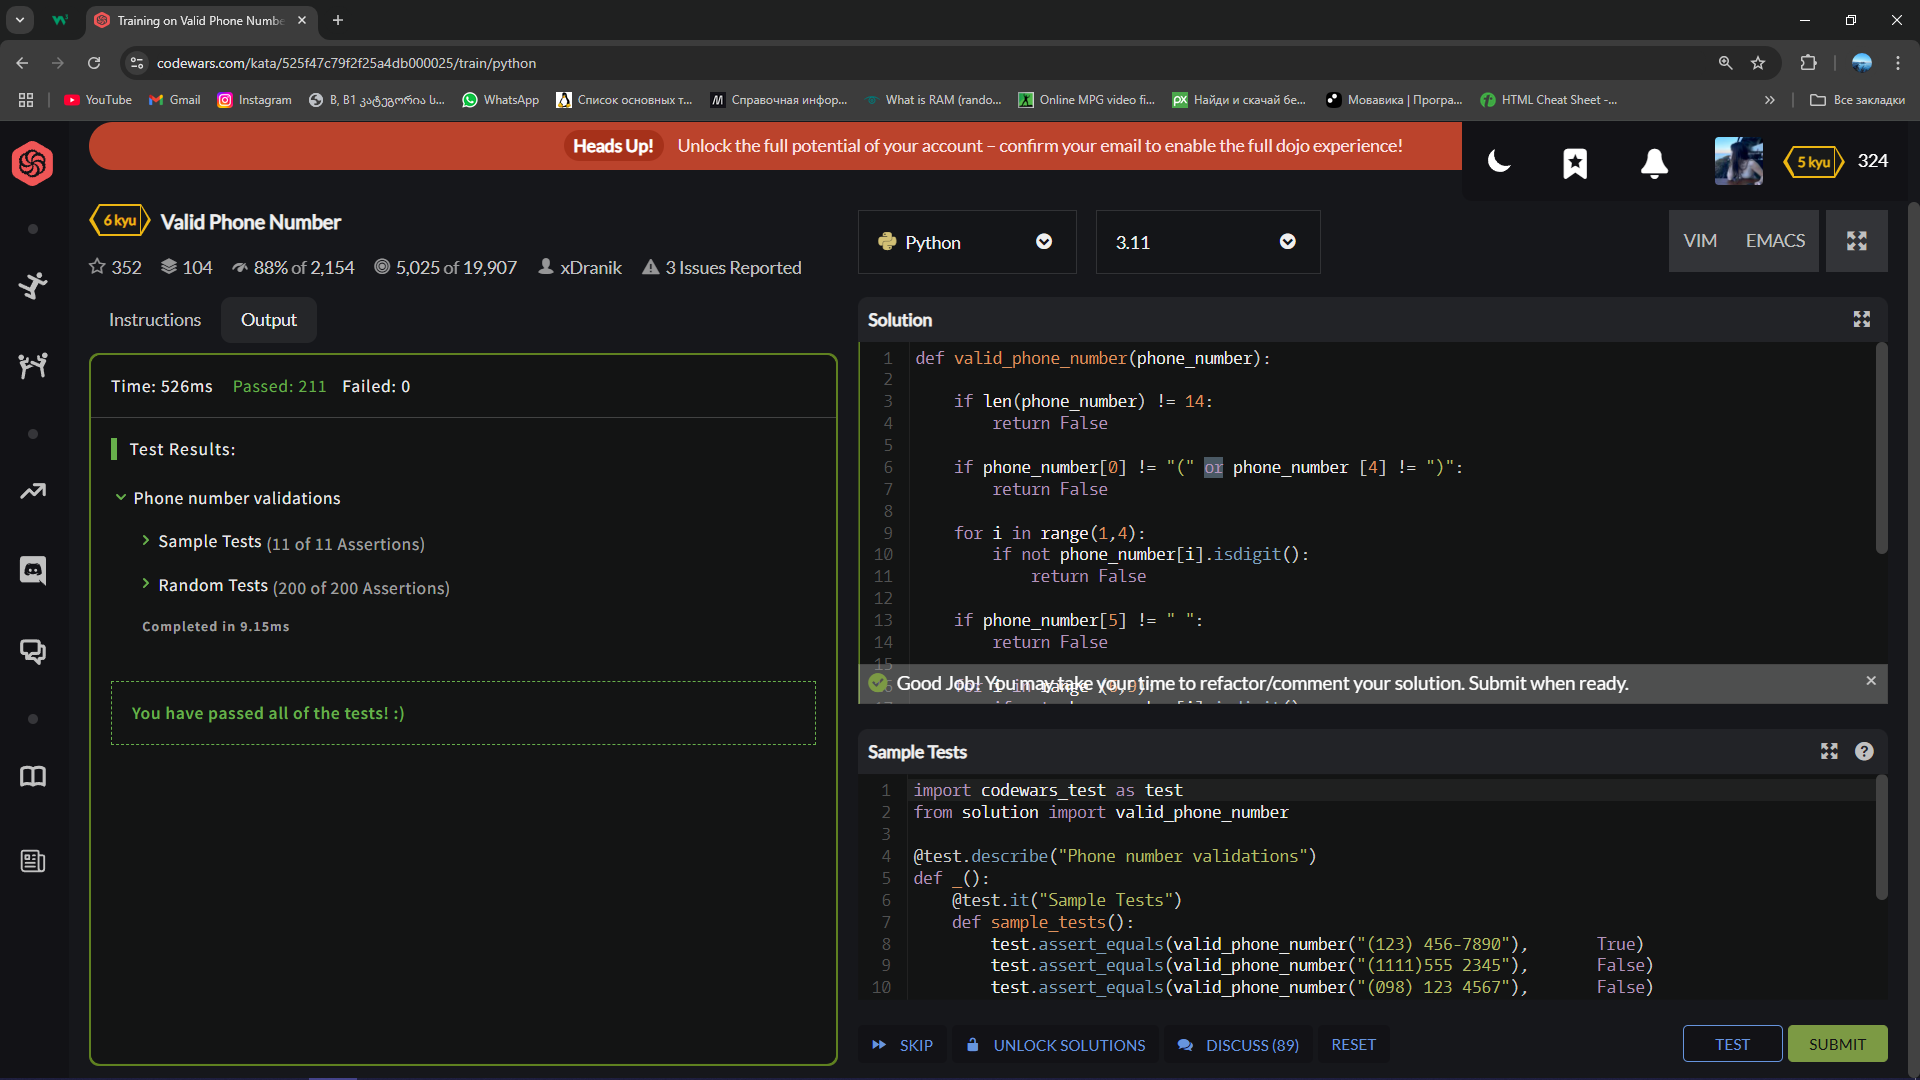 Training on Valid Phone Numbe
codewars.com/kata/525f47c79f2f25a4db000025/train/python
YouTube
Gmail
Instagram
B, B1 კატეგორია ს...
WhatsApp
Список основных т...
Справочная инфор...
What is RAM (rando...
Online MPG video fi...
Найди и скачай бе...
Мовавика | Програ...
HTML Cheat Sheet -...
Все закладки
Heads Up! Unlock the full potential of your account – confirm your email to enable the full dojo experience!
5 kyu 324
6 kyu Valid Phone Number
352 104 88% of 2,154 5,025 of 19,907 xDranik 3 Issues Reported
Instructions Output
Time: 526ms Passed: 211 Failed: 0
Test Results:
Phone number validations
Sample Tests (11 of 11 Assertions)
Random Tests (200 of 200 Assertions)
Completed in 9.15ms
You have passed all of the tests! :)
Python
3.11
VIM EMACS
Solution
1 def valid_phone_number(phone_number):
2
3 if len(phone_number) != 14:
4 return False
5
6 if phone_number[0] != "(" or phone_number [4] != ")":
7 return False
8
9 for i in range(1,4):
10 if not phone_number[i].isdigit():
11 return False
12
13 if phone_number[5] != " ":
14 return False
15
Good Job! You may take your time to refactor/comment your solution. Submit when ready.
Sample Tests
1 import codewars_test as test
2 from solution import valid_phone_number
3
4 @test.describe("Phone number validations")
5 def _():
6 @test.it("Sample Tests")
7 def sample_tests():
8 test.assert_equals(valid_phone_number("(123) 456-7890"), True)
9 test.assert_equals(valid_phone_number("(1111)555 2345"), False)
10 test.assert_equals(valid_phone_number("(098) 123 4567"), False)
SKIP
UNLOCK SOLUTIONS
DISCUSS (89)
RESET
TEST
SUBMIT